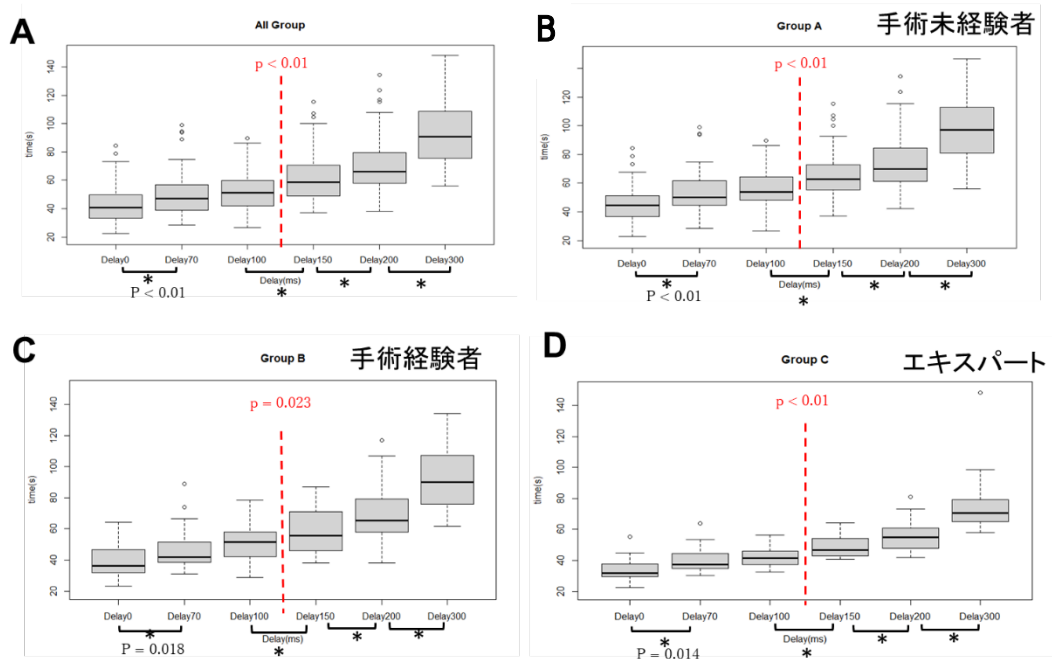 A
All Group
p < 0.01
time(s)
20 40 60 80 100 120 140
Delay0 Delay70 Delay100 Delay150 Delay200 Delay300
Delay(ms)
* * * *
P < 0.01
B
Group A
手術未経験者
p < 0.01
time(s)
20 40 60 80 100 120
Delay0 Delay70 Delay100 Delay150 Delay200 Delay300
Delay(ms)
* * * *
P < 0.01
C
Group B
手術経験者
p = 0.023
time(s)
20 40 60 80 100 120 140
Delay0 Delay70 Delay100 Delay150 Delay200 Delay300
Delay(ms)
* * * *
P = 0.018
D
Group C
エキスパート
p < 0.01
time(s)
20 40 60 80 100 120 140
Delay0 Delay70 Delay100 Delay150 Delay200 Delay300
Delay(ms)
* * * *
P = 0.014